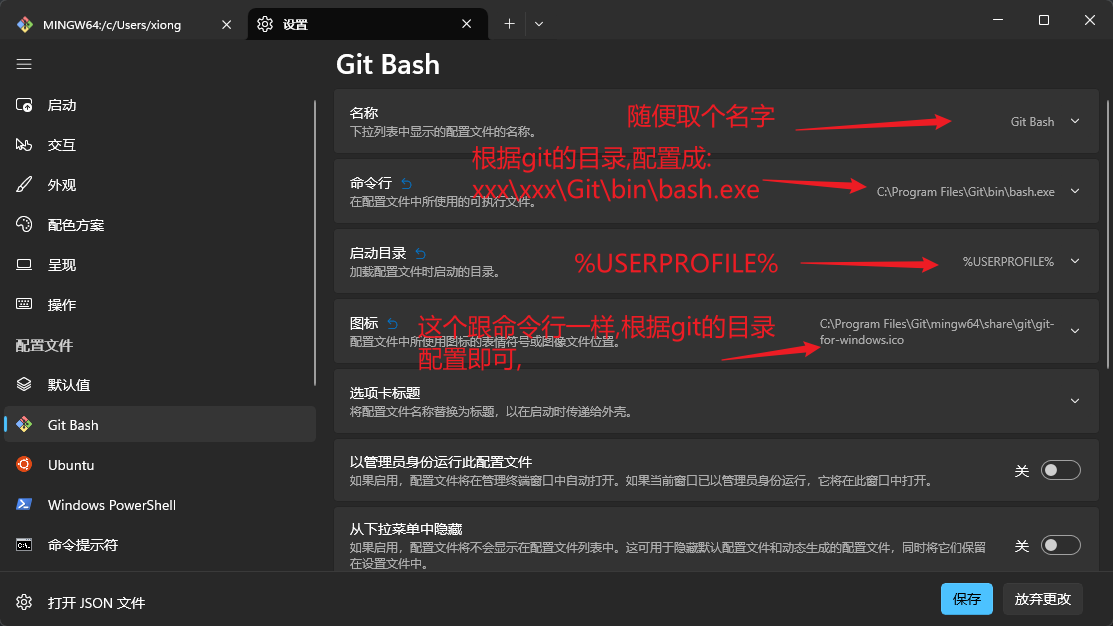 MINGW64:/c/Users/xiong
设置
Git Bash
启动
交互
外观
配色方案
呈现
操作
配置文件
默认值
Git Bash
Ubuntu
Windows PowerShell
命令提示符
打开 JSON 文件
名称
下拉列表中显示的配置文件的名称。
随便取个名字
Git Bash
根据git的目录,配置成:
xxx\xxx\Git\bin\bash.exe
命令行
在配置文件中所使用的可执行文件。
C:\Program Files\Git\bin\bash.exe
启动目录
加载配置文件时启动的目录。
%USERPROFILE%
%USERPROFILE%
图标
配置文件中所使用图标的表情符号或图像文件位置。
这个跟命令行一样,根据git的目录
配置即可,
C:\Program Files\Git\mingw64\share\git\git-
for-windows.ico
选项卡标题
将配置文件名称替换为标题，以在启动时传递给外壳。
以管理员身份运行此配置文件
如果启用，配置文件将在管理终端窗口中自动打开。如果当前窗口已以管理员身份运行，它将在此窗口中打开。
关
从下拉菜单中隐藏
如果启用，配置文件将不会显示在配置文件列表中。这可用于隐藏默认配置文件和动态生成的配置文件，同时将它们保留
在设置文件中。
关
保存
放弃更改